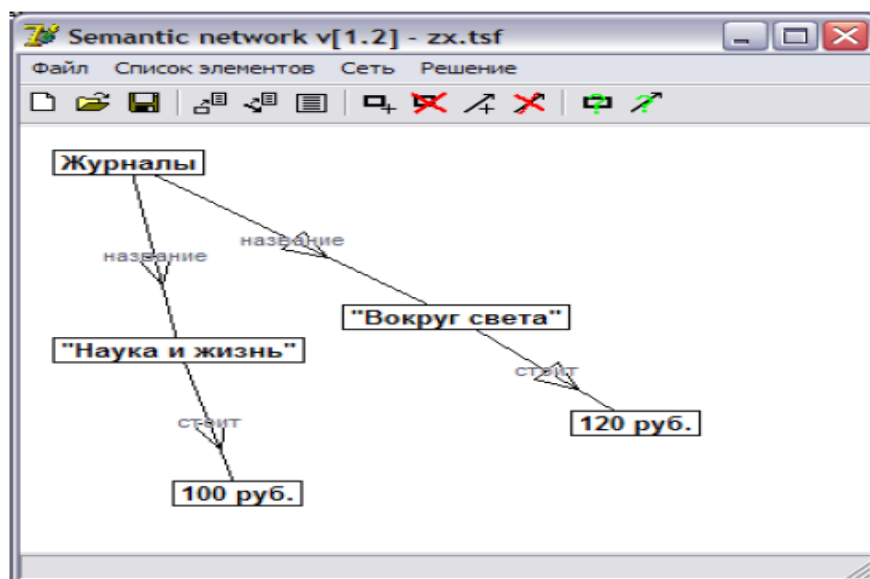 Semantic network v[1.2] - zx.tsf
Файл Список элементов Сеть Решение
Журналы
название
название
"Вокруг света"
"Наука и жизнь"
стоит
120 руб.
стоит
100 руб.